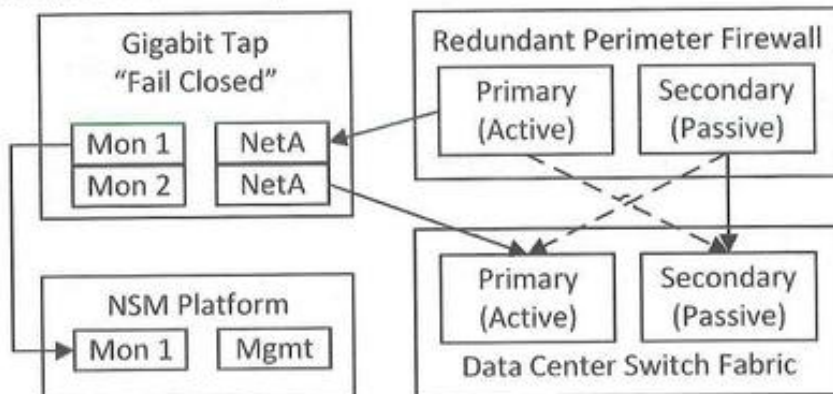 Gigabit Tap
"Fail Closed"
Mon 1
NetA
Mon 2
NetA
Redundant Perimeter Firewall
Primary
(Active)
Secondary
(Passive)
NSM Platform
Mon 1
Mgmt
Primary
(Active)
Secondary
(Passive)
Data Center Switch Fabric